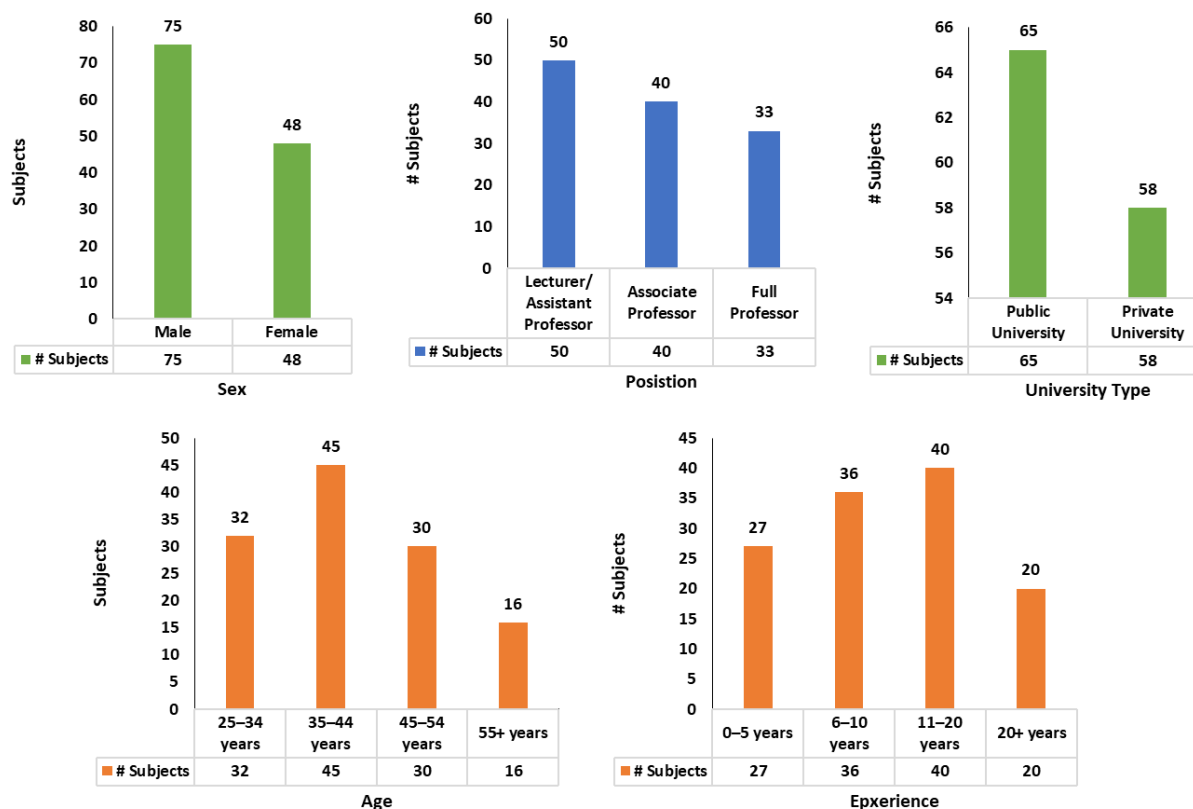 Subjects
80
70
60
50
40
30
20
10
0
75
48
Male
Female
# Subjects
75
48
Sex
# Subjects
60
50
40
30
20
10
0
50
40
33
Lecturer/
Assistant
Professor
Associate
Professor
Full
Professor
# Subjects
50
40
33
Posistion
# Subjects
66
64
62
60
58
56
54
65
58
Public
University
Private
University
# Subjects
65
58
University Type
Subjects
50
45
40
35
30
25
20
15
10
5
0
32
45
30
16
25–34
years
35–44
years
45–54
years
55+ years
# Subjects
32
45
30
16
Age
# Subjects
45
40
35
30
25
20
15
10
5
0
27
36
40
20
0–5 years
6–10
years
11–20
years
20+ years
# Subjects
27
36
40
20
Epxerience